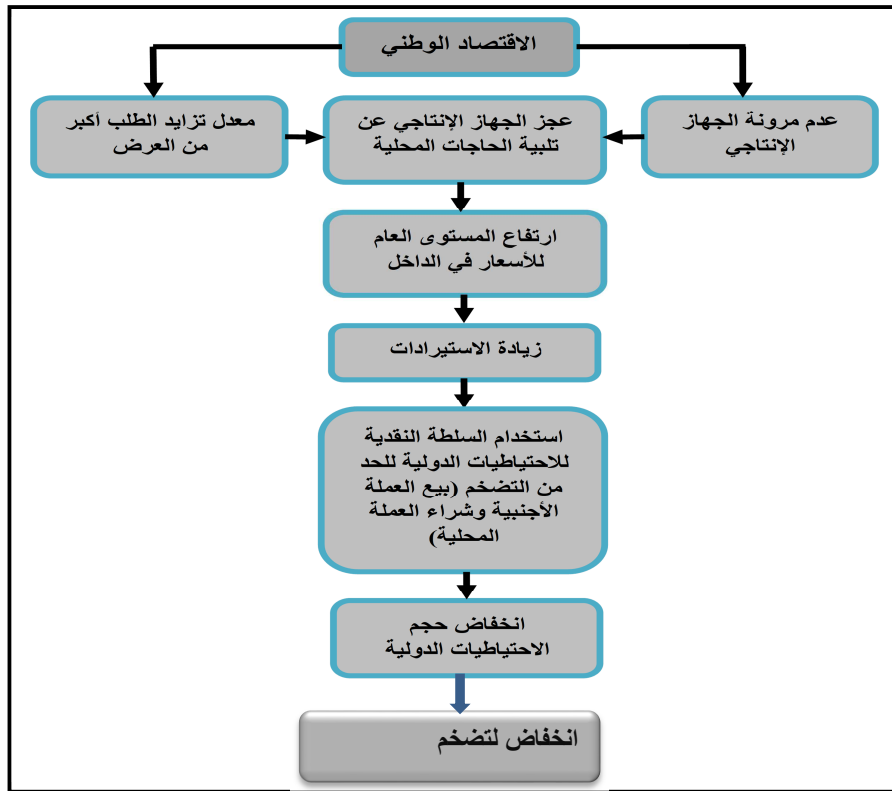 الاقتصاد الوطني
عدم مرونة الجهاز
الإنتاجي
عجز الجهاز الإنتاجي عن
تلبية الحاجات المحلية
معدل تزايد الطلب أكبر
من العرض
ارتفاع المستوى العام
للأسعار في الداخل
زيادة الاستيرادات
استخدام السلطة النقدية
للاحتياطيات الدولية للحد
من التضخم (بيع العملة
الأجنبية وشراء العملة
المحلية)
انخفاض حجم
الاحتياطيات الدولية
انخفاض لتضخم